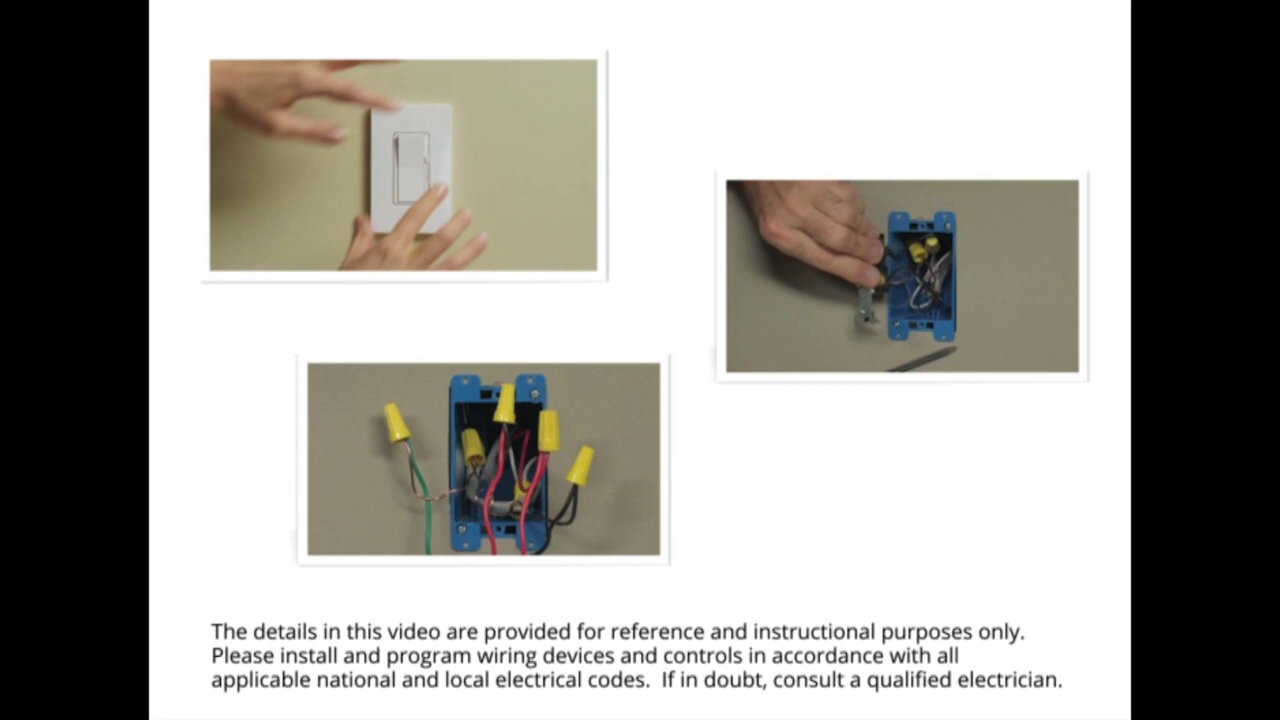 The details in this video are provided for reference and instructional purposes only.
Please install and program wiring devices and controls in accordance with all
applicable national and local electrical codes.  If in doubt, consult a qualified electrician.